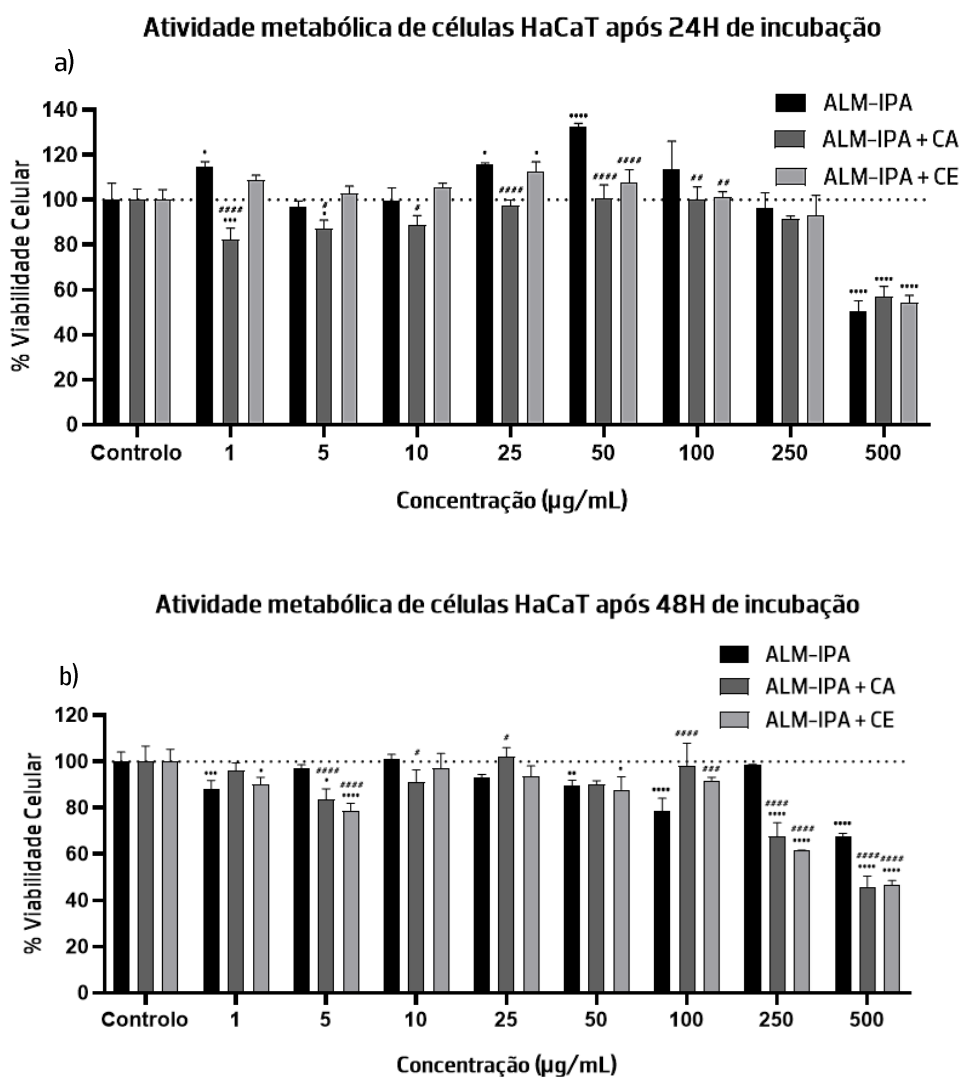 Atividade metabólica de células HaCaT após 24H de incubação
a)
ALM-IPA
ALM-IPA + CA
ALM-IPA + CE
% Viabilidade Celular
140
120
100
80
60
40
20
0
* #### *** # * # * #### * **** #### #### ## ## **** **** ****
Controlo 1 5 10 25 50 100 250 500
Concentração (µg/mL)
Atividade metabólica de células HaCaT após 48H de incubação
b)
ALM-IPA
ALM-IPA + CA
ALM-IPA + CE
% Viabilidade Celular
120
100
80
60
40
20
0
*** * #### * #### **** # # ** * **** #### ### #### **** #### **** **** #### **** #### ****
Controlo 1 5 10 25 50 100 250 500
Concentração (µg/mL)